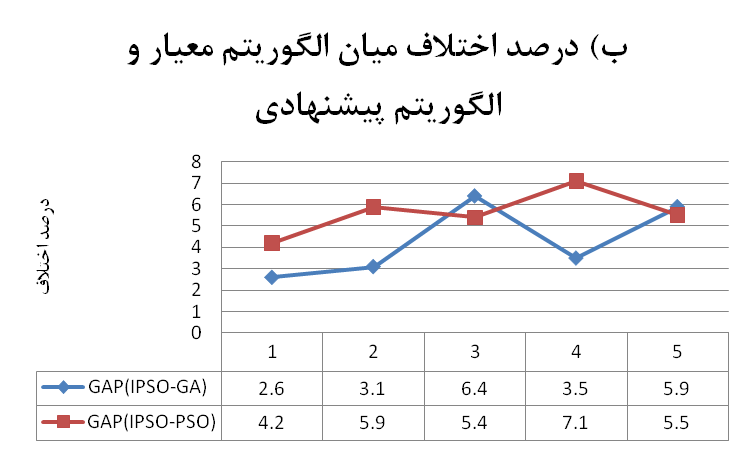 ب) درصد اختلاف میان الگوریتم معیار و
الگوریتم پیشنهادی
درصد اختلاف
8
7
6
5
4
3
2
1
0
1 2 3 4 5
GAP(IPSO-GA) 2.6 3.1 6.4 3.5 5.9
GAP(IPSO-PSO) 4.2 5.9 5.4 7.1 5.5